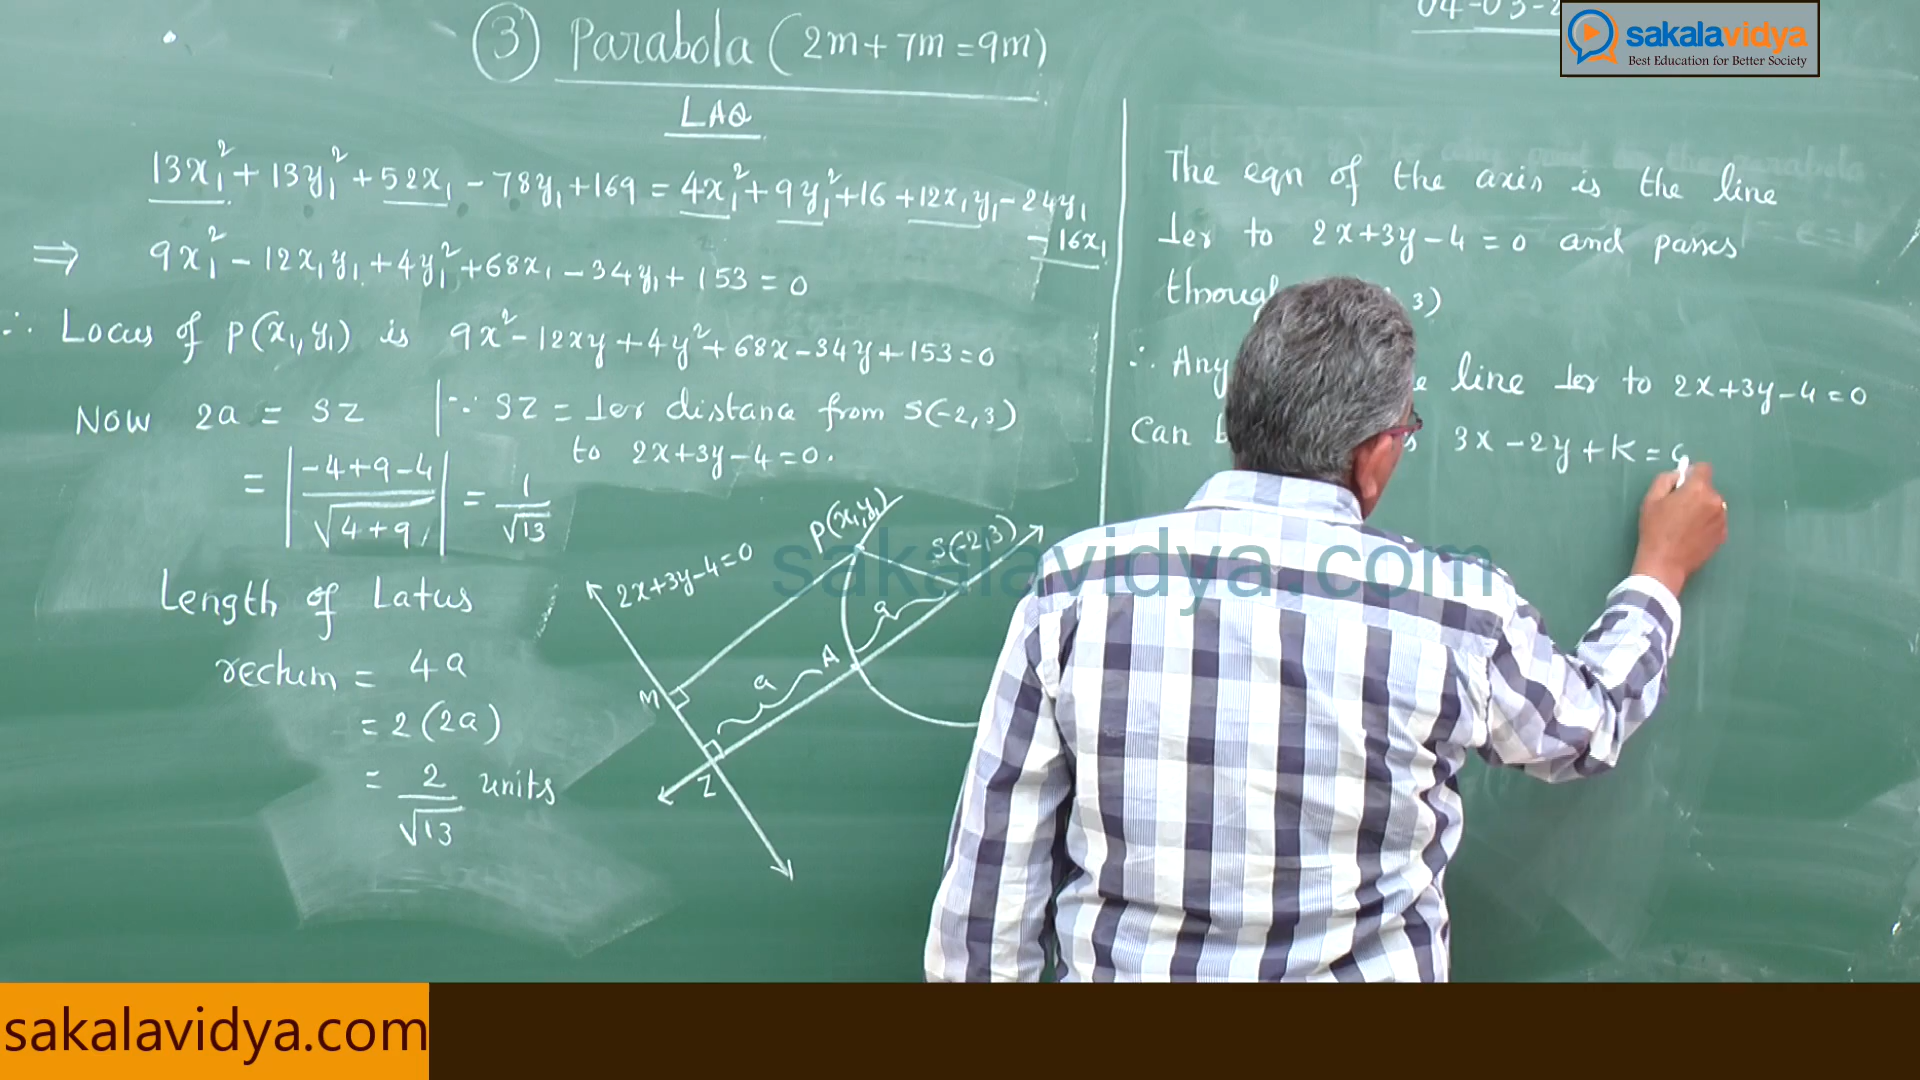 ③ Parabola (2m + 7m = 9m)
LAQ
13x₁² + 13y₁² + 52x₁ - 78y₁ + 169 = 4x₁² + 9y₁² + 16 + 12x₁y₁ - 24y₁
- 16x₁
⇒ 9x₁² - 12x₁y₁ + 4y₁² + 68x₁ - 34y₁ + 153 = 0
∴ Locus of P(x₁, y₁) is 9x² - 12xy + 4y² + 68x - 34y + 153 = 0
Now 2a = SZ | ∵ SZ = ⊥er distance from S(-2, 3)
to 2x + 3y - 4 = 0.
= |(-4 + 9 - 4)/√(4 + 9)| = 1/√13
Length of Latus
rectum = 4a
= 2(2a)
= 2/√13 units
2x + 3y - 4 = 0
P(x₁, y₁)
S(-2, 3)
a
A
a
M
Z
04-03-2
sakalavidya
Best Education for Better Society
The eqn of the axis is the line
⊥er to 2x + 3y - 4 = 0 and passes
throug 3)
∴ Any line ⊥er to 2x + 3y - 4 = 0
Can 3x - 2y + K =
sakalavidya.com
sakalavidya.com